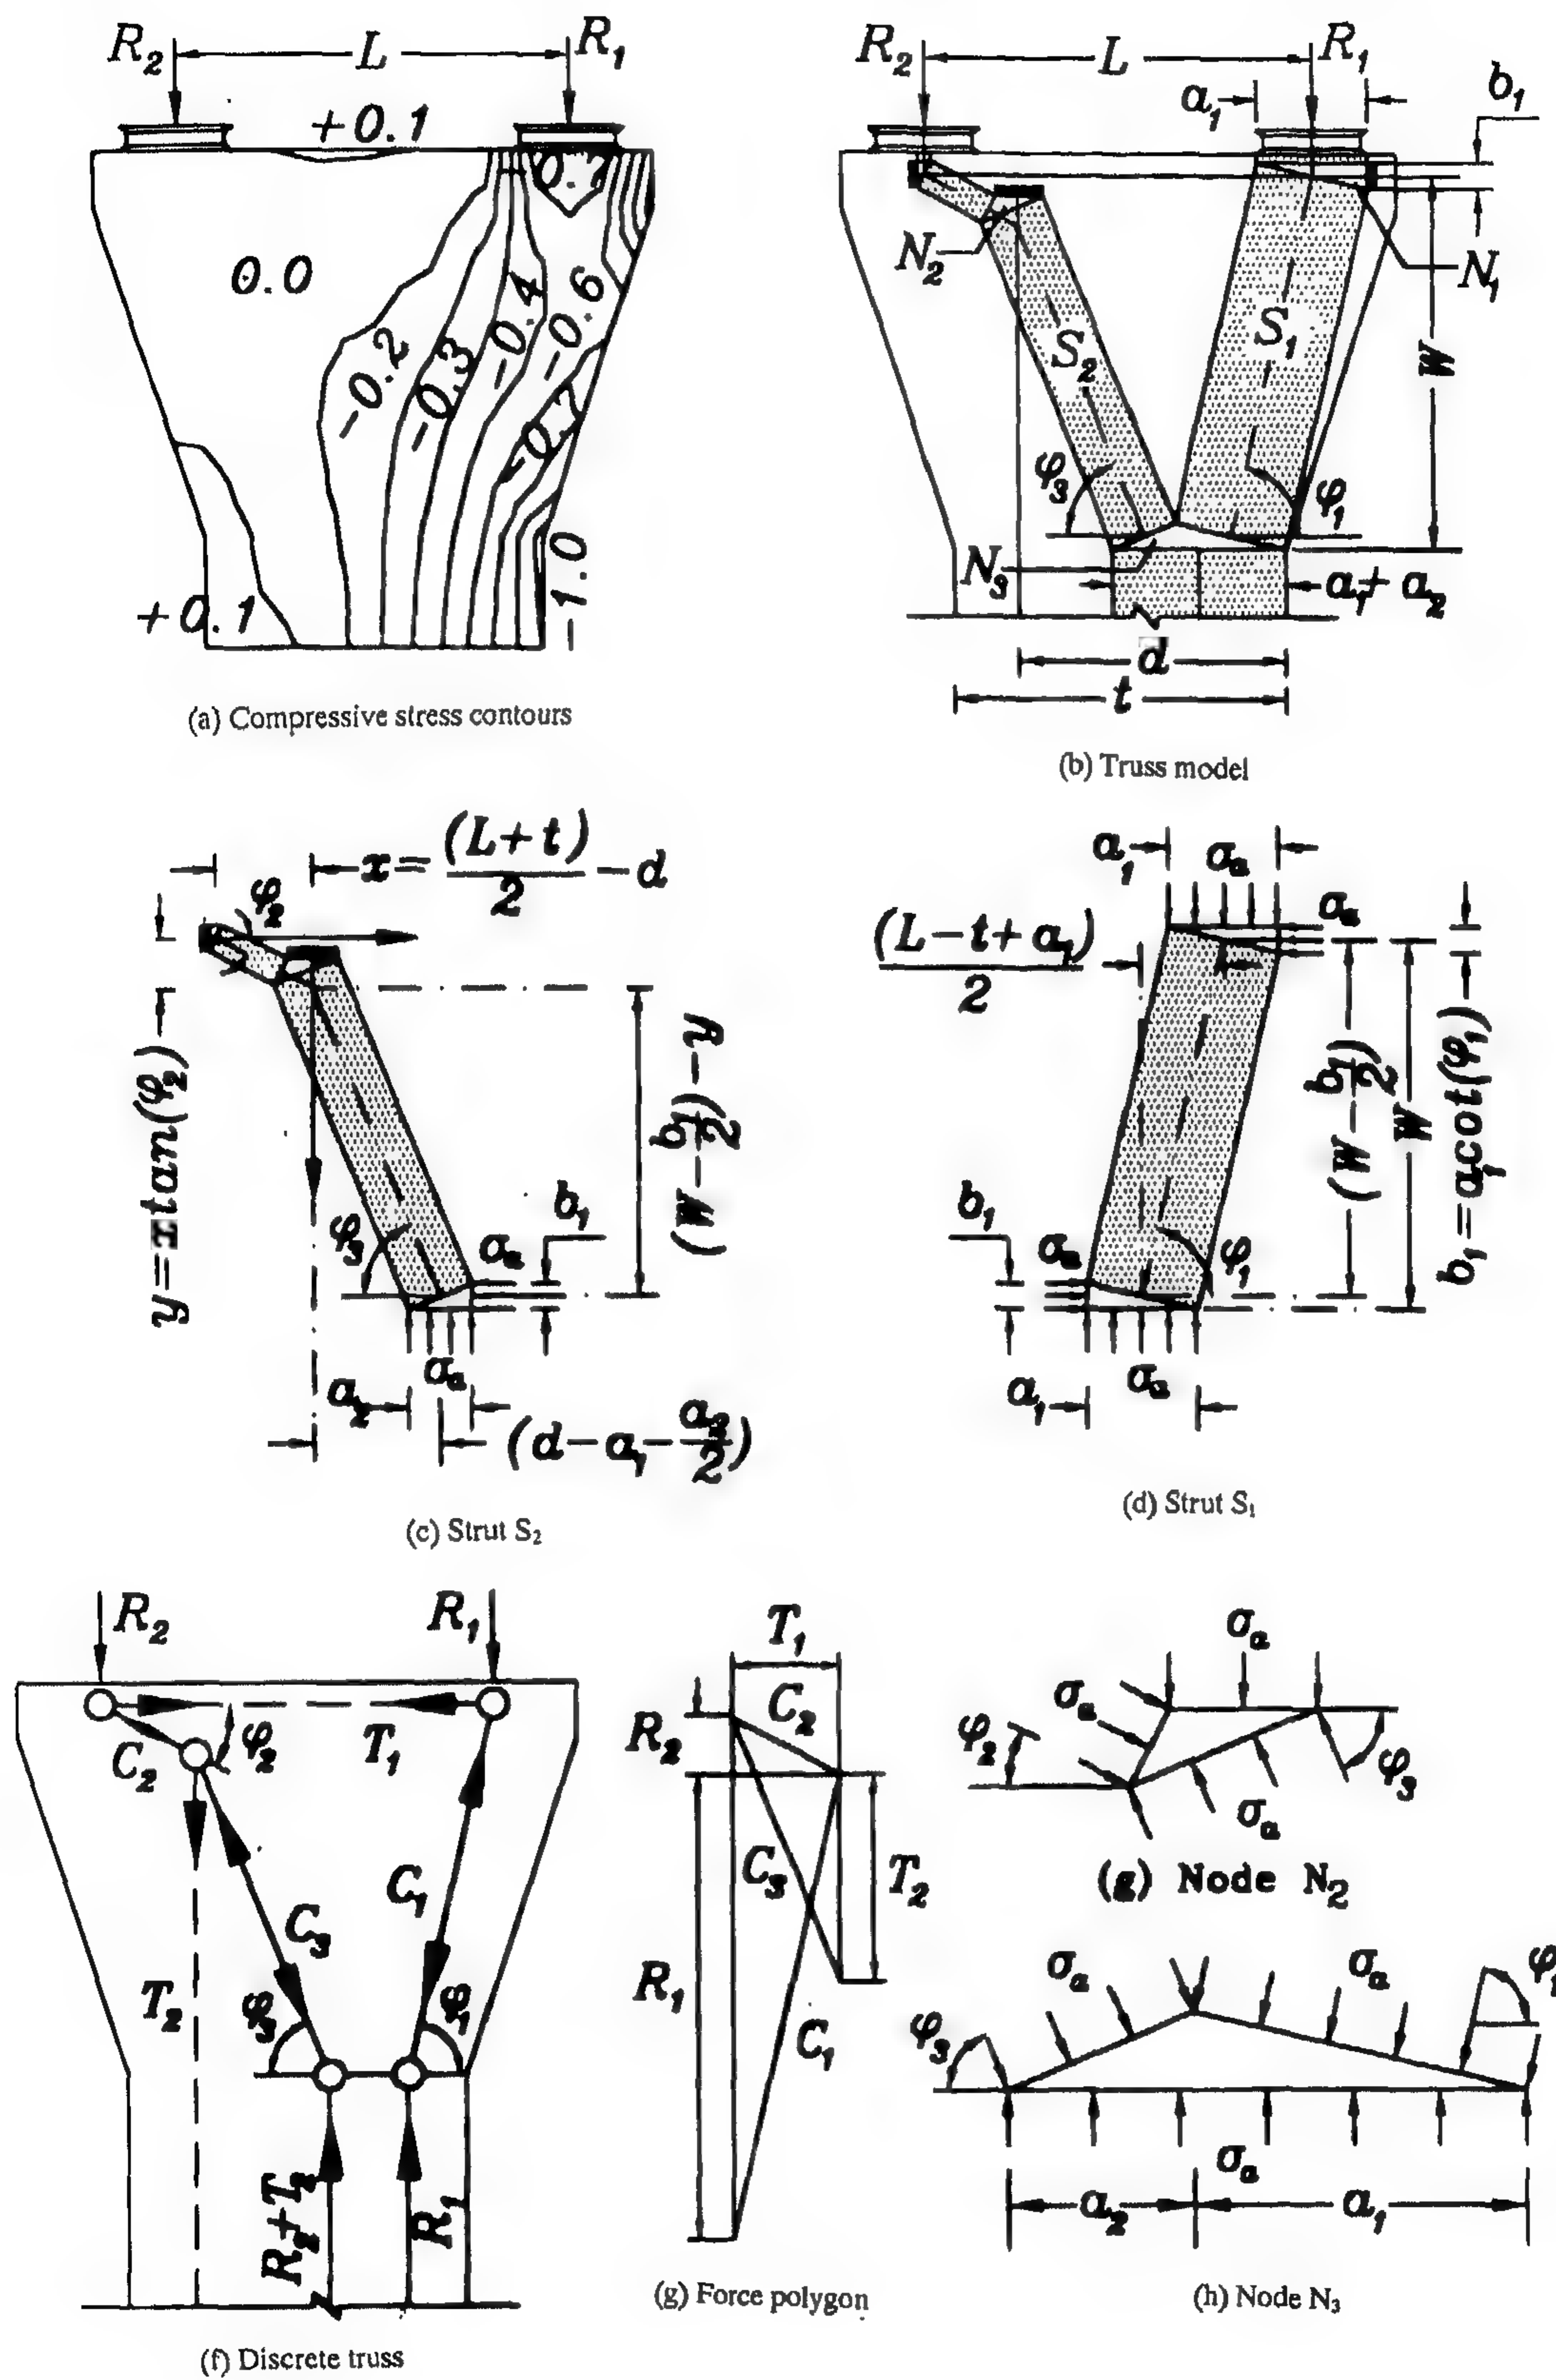 R₂ L R₁
+0.1
0.7
0.0
-0.2
-0.3
-0.4
-0.6
-0.7
-1.0
+0.1
(a) Compressive stress contours
R₂ L R₁
a₁
b₁
N₂
N₁
S₂
S₁
W
φ₃
φ₁
N₃
a₁+a₂
d
t
(b) Truss model
x=(L+t)/2-d
φ₂
y=xtan(φ₂)
(W-b₁/2)-y
φ₃
b₁
σₐ
σₐ
a₂
(d-a₁-a₂/2)
(c) Strut S₂
a₁
σₐ
σₐ
(L-t+a₁)/2
(W-b₁/2)
W
b₁=a₁cot(φ₁)
b₁
σₐ
φ₁
a₁
σₐ
(d) Strut S₁
R₂
R₁
T₁
C₂
φ₂
C₁
C₃
T₂
φ₃
φ₁
R₂+T₂
R₁
(f) Discrete truss
T₁
C₂
R₂
C₃
T₂
R₁
C₁
(g) Force polygon
σₐ
σₐ
φ₂
φ₃
σₐ
(g) Node N₂
σₐ
σₐ
φ₁
φ₃
σₐ
a₂
a₁
(h) Node N₃